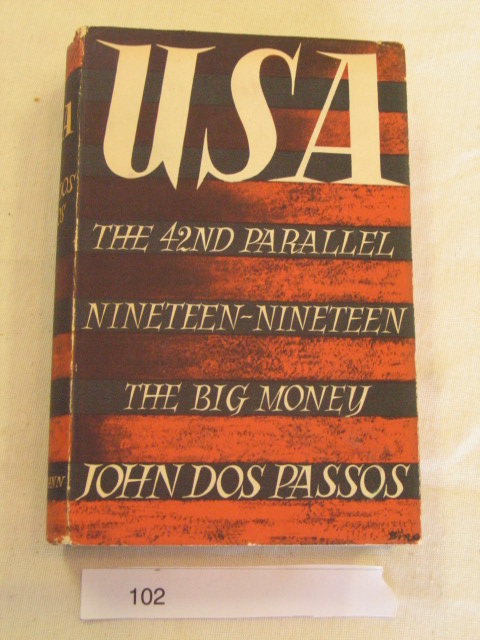 USA
THE 42ND PARALLEL
NINETEEN-NINETEEN
THE BIG MONEY
JOHN DOS PASSOS
102